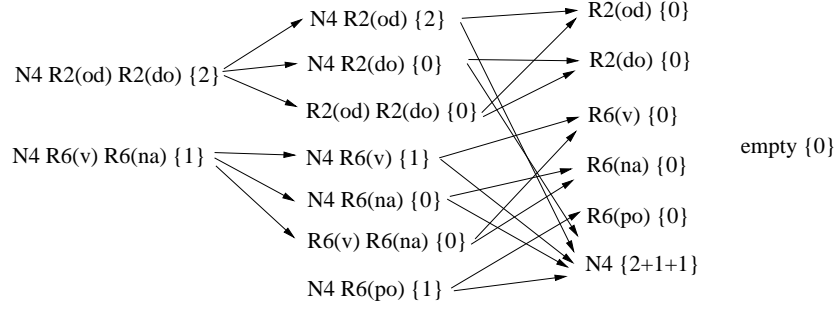 N4 R2(od) R2(do) {2}
N4 R6(v) R6(na) {1}
N4 R2(od) {2}
N4 R2(do) {0}
R2(od) R2(do) {0}
N4 R6(v) {1}
N4 R6(na) {0}
R6(v) R6(na) {0}
N4 R6(po) {1}
R2(od) {0}
R2(do) {0}
R6(v) {0}
R6(na) {0}
R6(po) {0}
N4 {2+1+1}
empty {0}